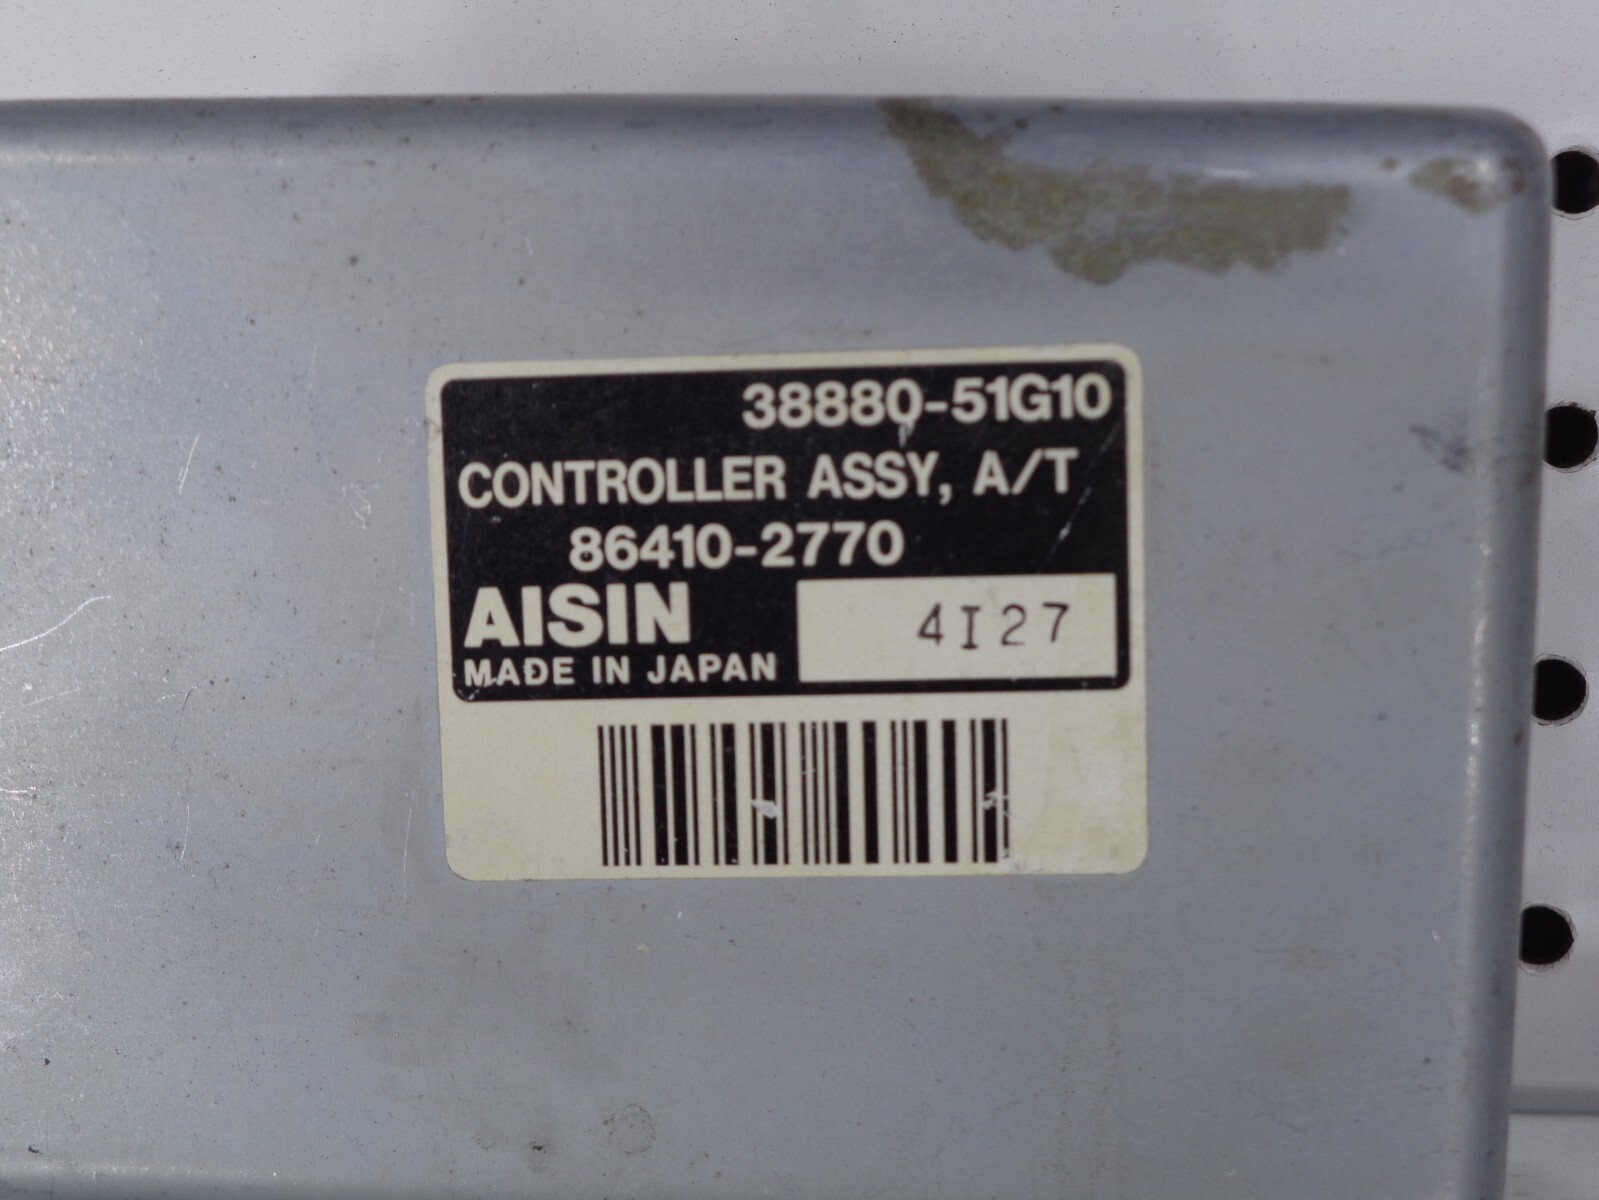 38880-51G10
CONTROLLER ASSY, A/T
86410-2770
AISIN
4I27
MADE IN JAPAN